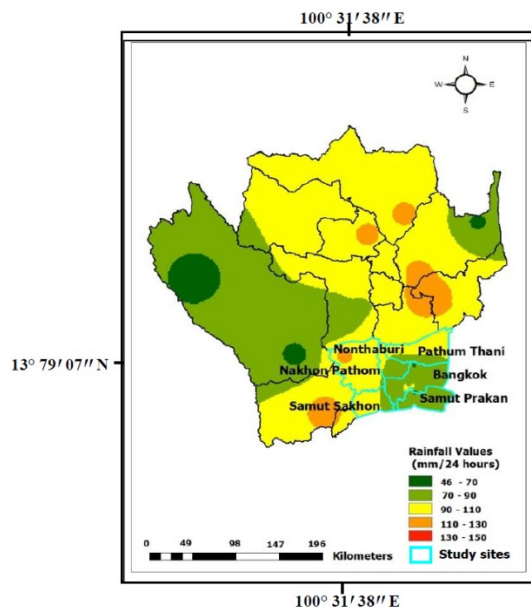 100° 31′38″ E
N
W E
S
13° 79′07″ N
Nonthaburi
Pathum Thani
Nakhon Pathom
Bangkok
Samut Sakhon
Samut Prakan
Rainfall Values
(mm/24 hours)
46 - 70
70 - 90
90 - 110
110 - 130
130 - 150
Study sites
0 24 49 98 147 196
Kilometers
100° 31′38″ E